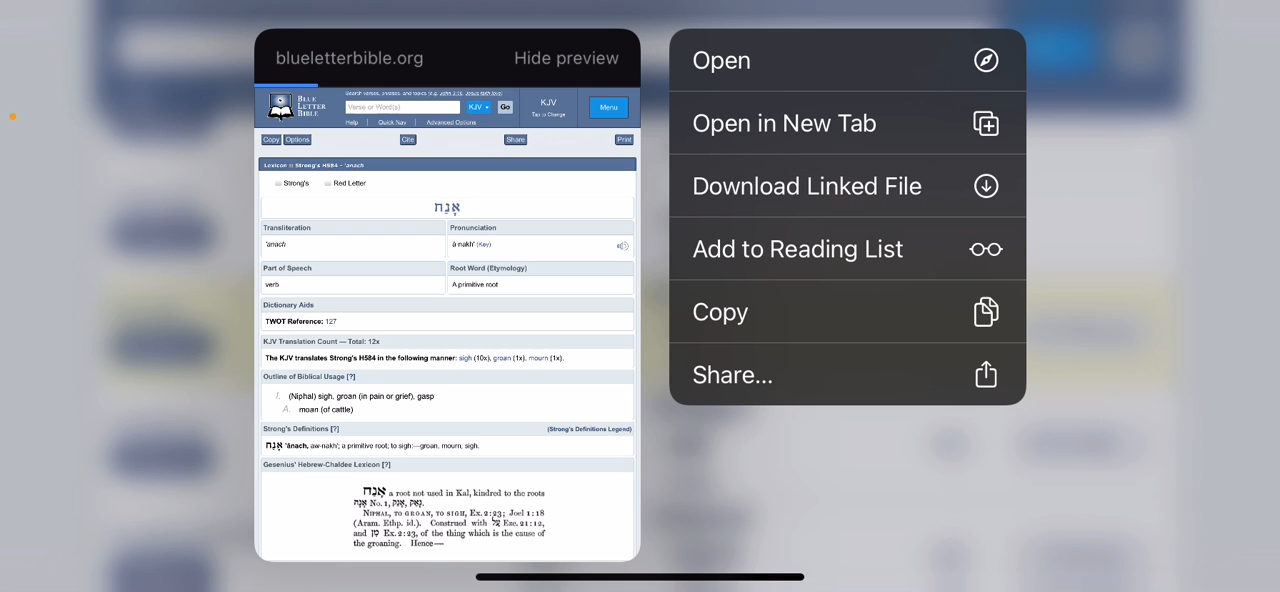 blueletterbible.org Hide preview
BLUE
LETTER
BIBLE
Search verses, phrases, and topics (e.g. John 3:16, Jesus faith love)
Verse or Word(s) KJV Go
Help | Quick Nav | Advanced Options
KJV
Tap to Change
Menu
Copy Options Cite Share Print
Lexicon :: Strong's H584 - 'anach
Strong's Red Letter
אָנַח
Transliteration Pronunciation
'anach ä·nakh' (Key)
Part of Speech Root Word (Etymology)
verb A primitive root
Dictionary Aids
TWOT Reference: 127
KJV Translation Count — Total: 12x
The KJV translates Strong's H584 in the following manner: sigh (10x), groan (1x), mourn (1x).
Outline of Biblical Usage [?]
I. (Niphal) sigh, groan (in pain or grief), gasp
A. moan (of cattle)
Strong's Definitions [?] (Strong's Definitions Legend)
אָנַח 'ânach, aw-nakh'; a primitive root; to sigh:—groan, mourn, sigh.
Gesenius' Hebrew-Chaldee Lexicon [?]
אָנַח a root not used in Kal, kindred to the roots
אָנָה No. 1, נָאַק, אָנַק.
NIPHAL, TO GROAN, TO SIGH, Ex. 2:23; Joel 1:18
(Aram. Ethp. id.). Construed with עַל Eze. 21:12,
and מִן Ex. 2:23, of the thing which is the cause of
the groaning. Hence—
Open
Open in New Tab
Download Linked File
Add to Reading List
Copy
Share...